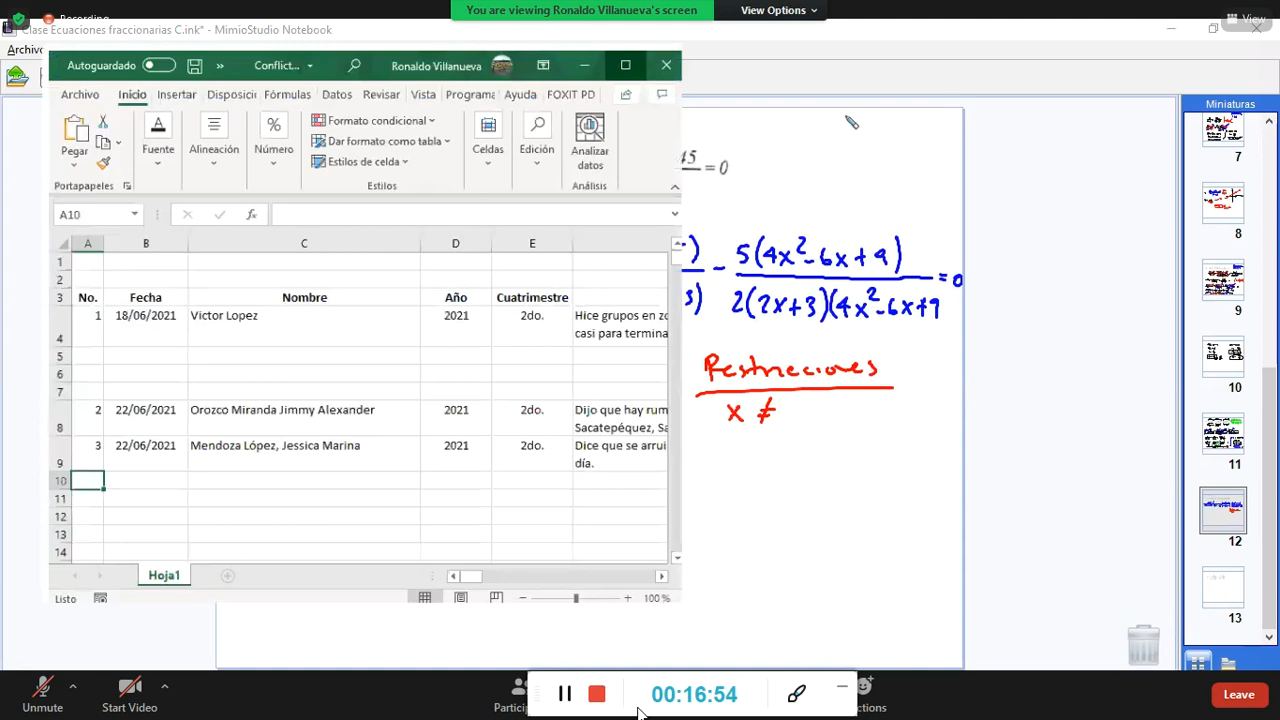 You are viewing Ronaldo Villanueva's screen
View Options
Recording
View
Clase Ecuaciones fraccionarias C.ink* - MimioStudio Notebook
Archivo
Autoguardado
»
Conflict...
Ronaldo Villanueva
Archivo Inicio Insertar Disposici Fórmulas Datos Revisar Vista Programa Ayuda FOXIT PD
Pegar
Fuente
Alineación
%
Número
Formato condicional
Dar formato como tabla
Estilos de celda
Celdas
Edición
Analizar datos
Portapapeles
Estilos
Análisis
A10
fx
A B C D E
1
2
3 No. Fecha Nombre Año Cuatrimestre
1 18/06/2021 Victor Lopez 2021 2do. Hice grupos en zo
4 casi para termina
5
6
7
2 22/06/2021 Orozco Miranda Jimmy Alexander 2021 2do. Dijo que hay rum
8 Sacatepéquez, Sa
3 22/06/2021 Mendoza López, Jessica Marina 2021 2do. Dice que se arrui
9 día.
10
11
12
13
14
Hoja1
Listo
100 %
45
= 0
5(4x²-6x+9)
- = 0
2(2x+3)(4x²-6x+9
3)
Restricciones
x ≠
Miniaturas
7
8
9
10
11
12
13
Unmute
Start Video
Particip
00:16:54
ctions
Leave